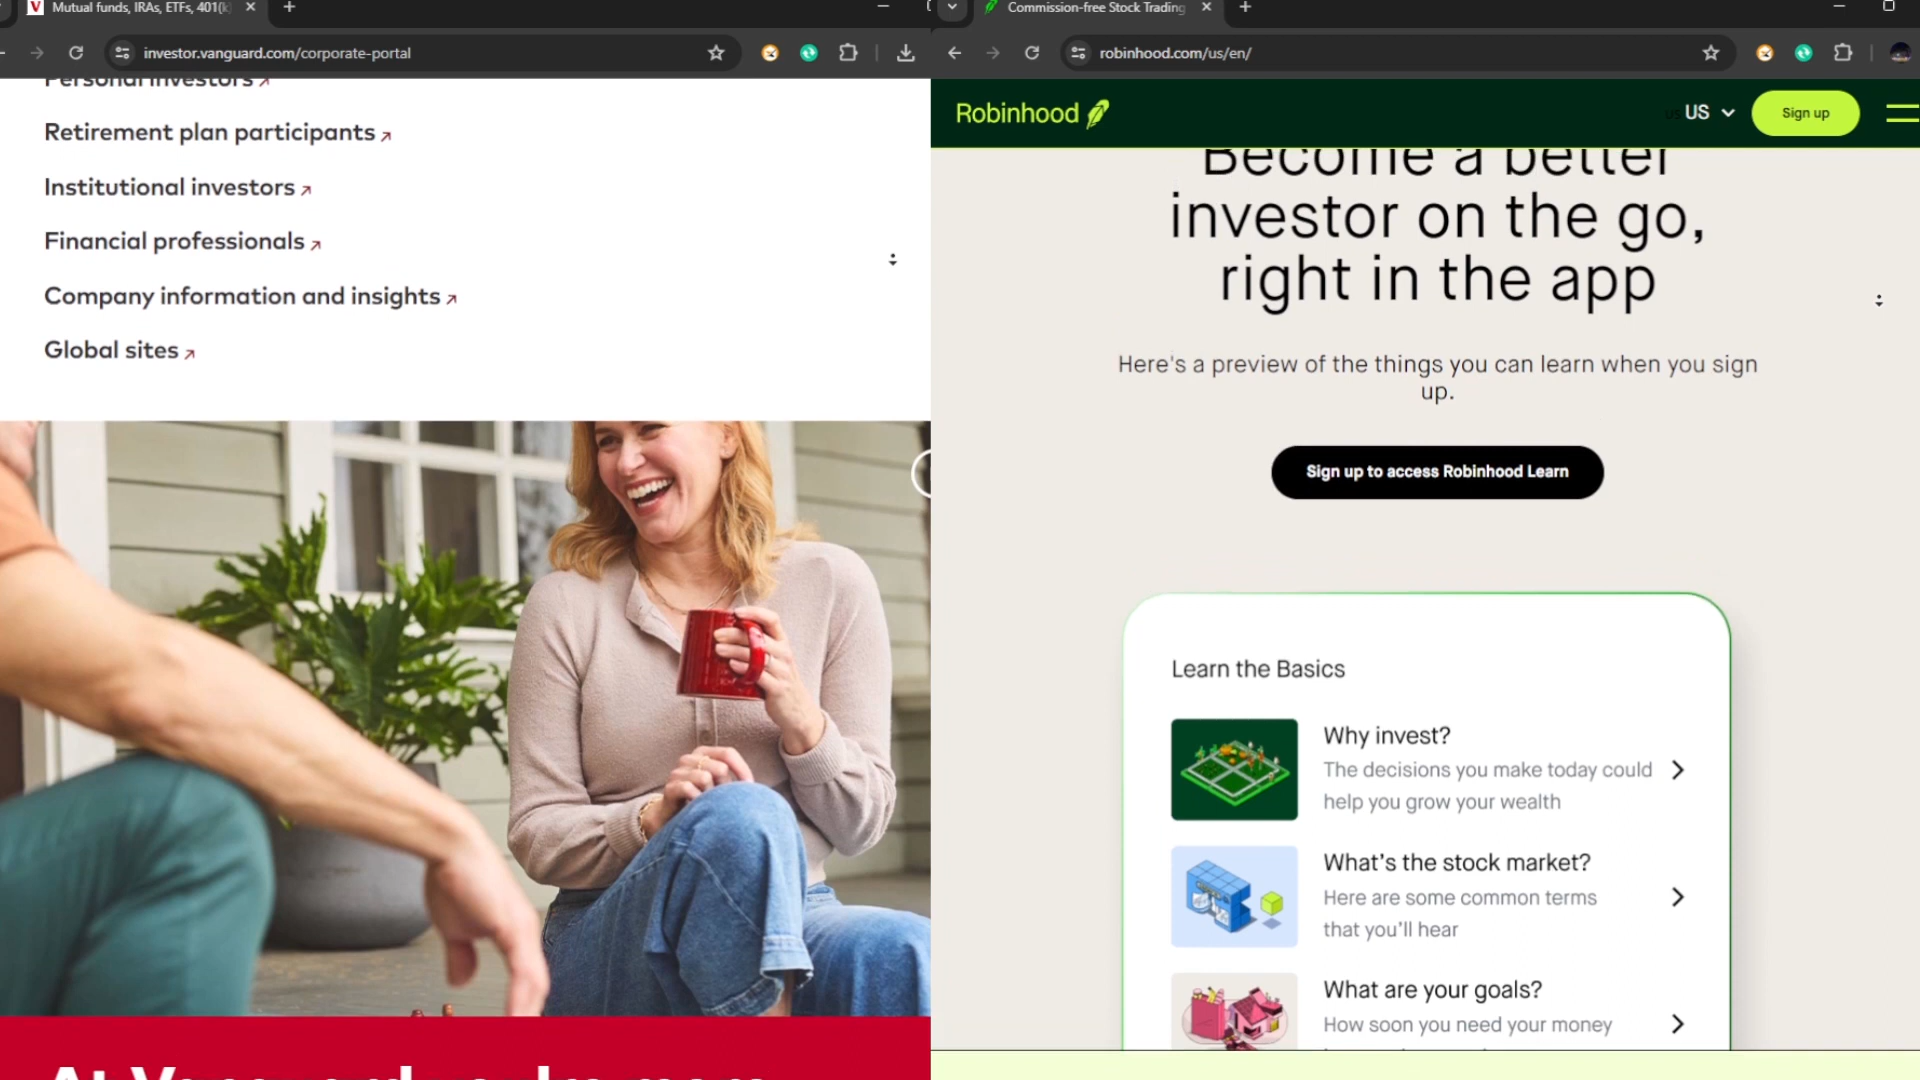 Mutual funds, IRAs, ETFs, 401(k)
investor.vanguard.com/corporate-portal
Personal investors
Retirement plan participants
Institutional investors
Financial professionals
Company information and insights
Global sites
Commission-free Stock Trading
robinhood.com/us/en/
Robinhood
US
US
Sign up
Become a better
investor on the go,
right in the app
Here's a preview of the things you can learn when you sign
up.
Sign up to access Robinhood Learn
Learn the Basics
Why invest?
The decisions you make today could
help you grow your wealth
What's the stock market?
Here are some common terms
that you'll hear
What are your goals?
How soon you need your money